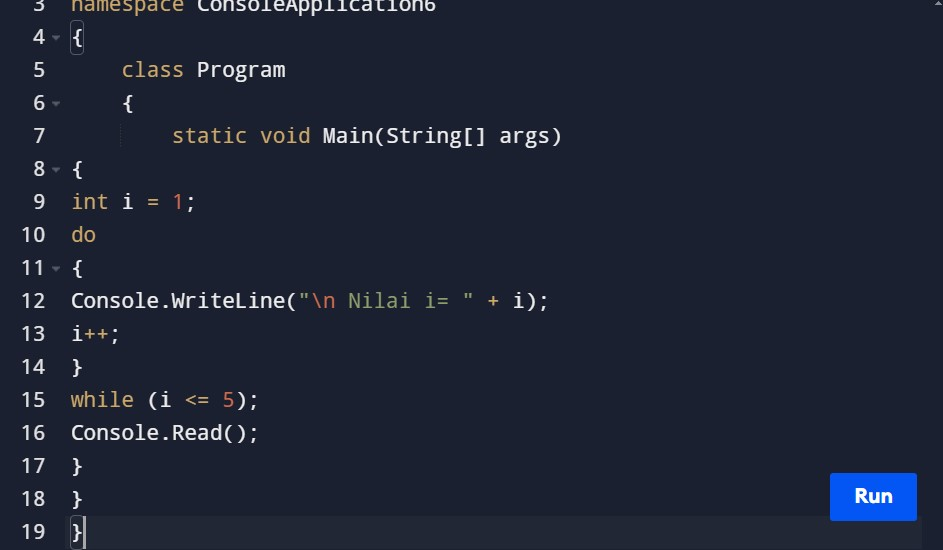 3 namespace ConsoleApplication6
4 {
5 class Program
6 {
7 static void Main(String[] args)
8 {
9 int i = 1;
10 do
11 {
12 Console.WriteLine("\n Nilai i= " + i);
13 i++;
14 }
15 while (i <= 5);
16 Console.Read();
17 }
18 }
19 }
Run